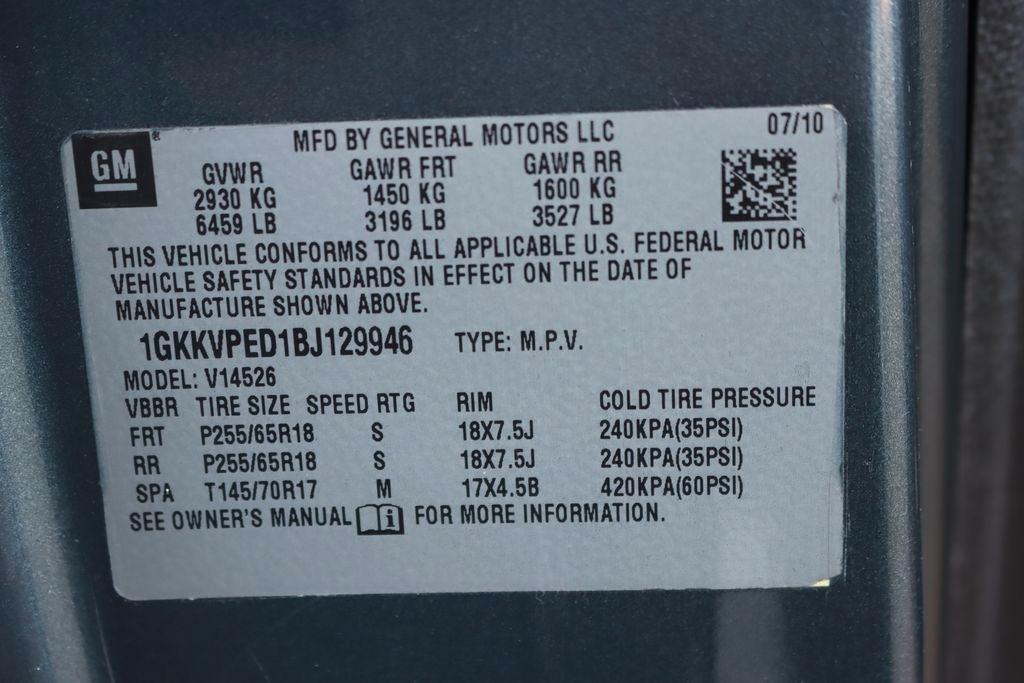 GM
MFD BY GENERAL MOTORS LLC 07/10
GVWR GAWR FRT GAWR RR
2930 KG 1450 KG 1600 KG
6459 LB 3196 LB 3527 LB
THIS VEHICLE CONFORMS TO ALL APPLICABLE U.S. FEDERAL MOTOR
VEHICLE SAFETY STANDARDS IN EFFECT ON THE DATE OF
MANUFACTURE SHOWN ABOVE.
1GKKVPED1BJ129946 TYPE: M.P.V.
MODEL: V14526
VBBR TIRE SIZE SPEED RTG RIM COLD TIRE PRESSURE
FRT P255/65R18 S 18X7.5J 240KPA(35PSI)
RR P255/65R18 S 18X7.5J 240KPA(35PSI)
SPA T145/70R17 M 17X4.5B 420KPA(60PSI)
SEE OWNER'S MANUAL i FOR MORE INFORMATION.